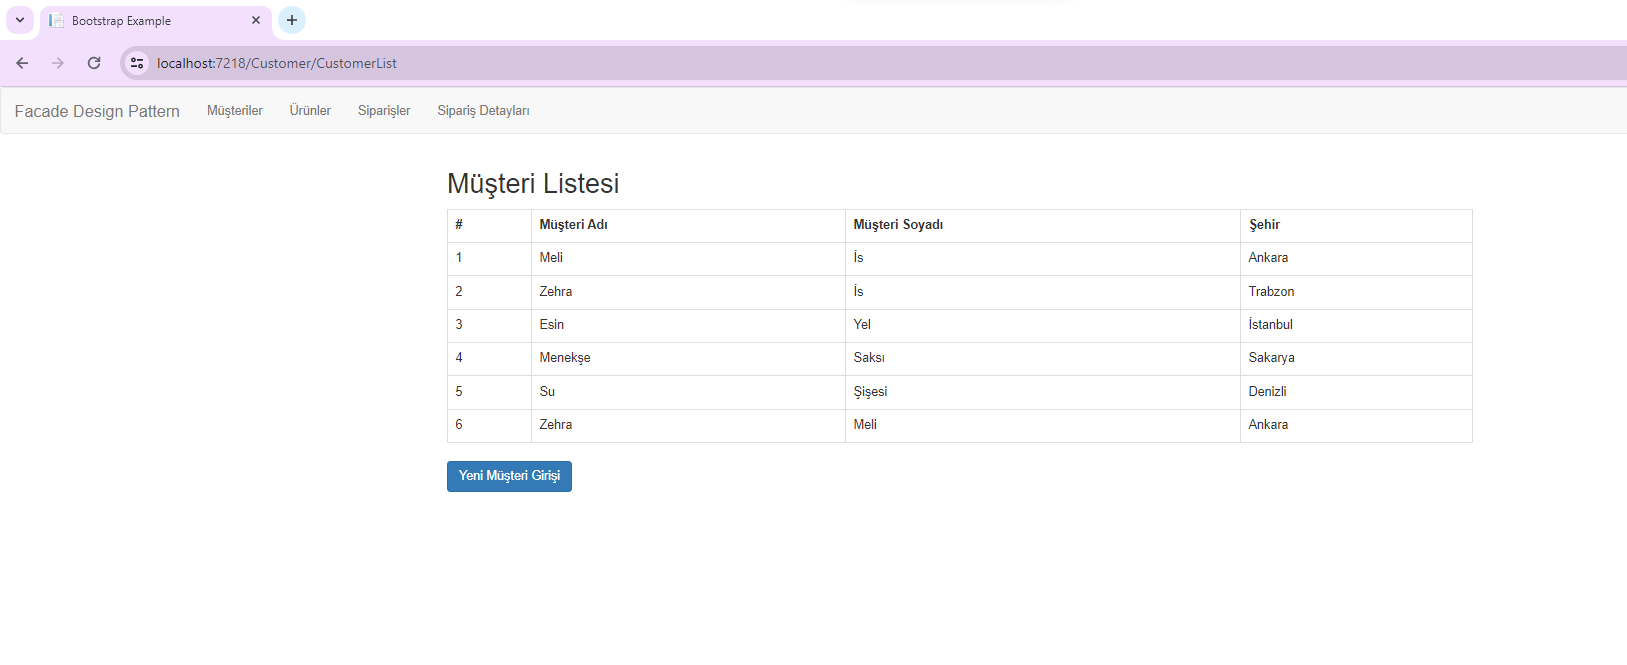 Bootstrap Example
localhost:7218/Customer/CustomerList
Facade Design Pattern Müşteriler Ürünler Siparişler Sipariş Detayları
Müşteri Listesi
# Müşteri Adı Müşteri Soyadı Şehir
1 Meli İs Ankara
2 Zehra İs Trabzon
3 Esin Yel İstanbul
4 Menekşe Saksı Sakarya
5 Su Şişesi Denizli
6 Zehra Meli Ankara
Yeni Müşteri Girişi